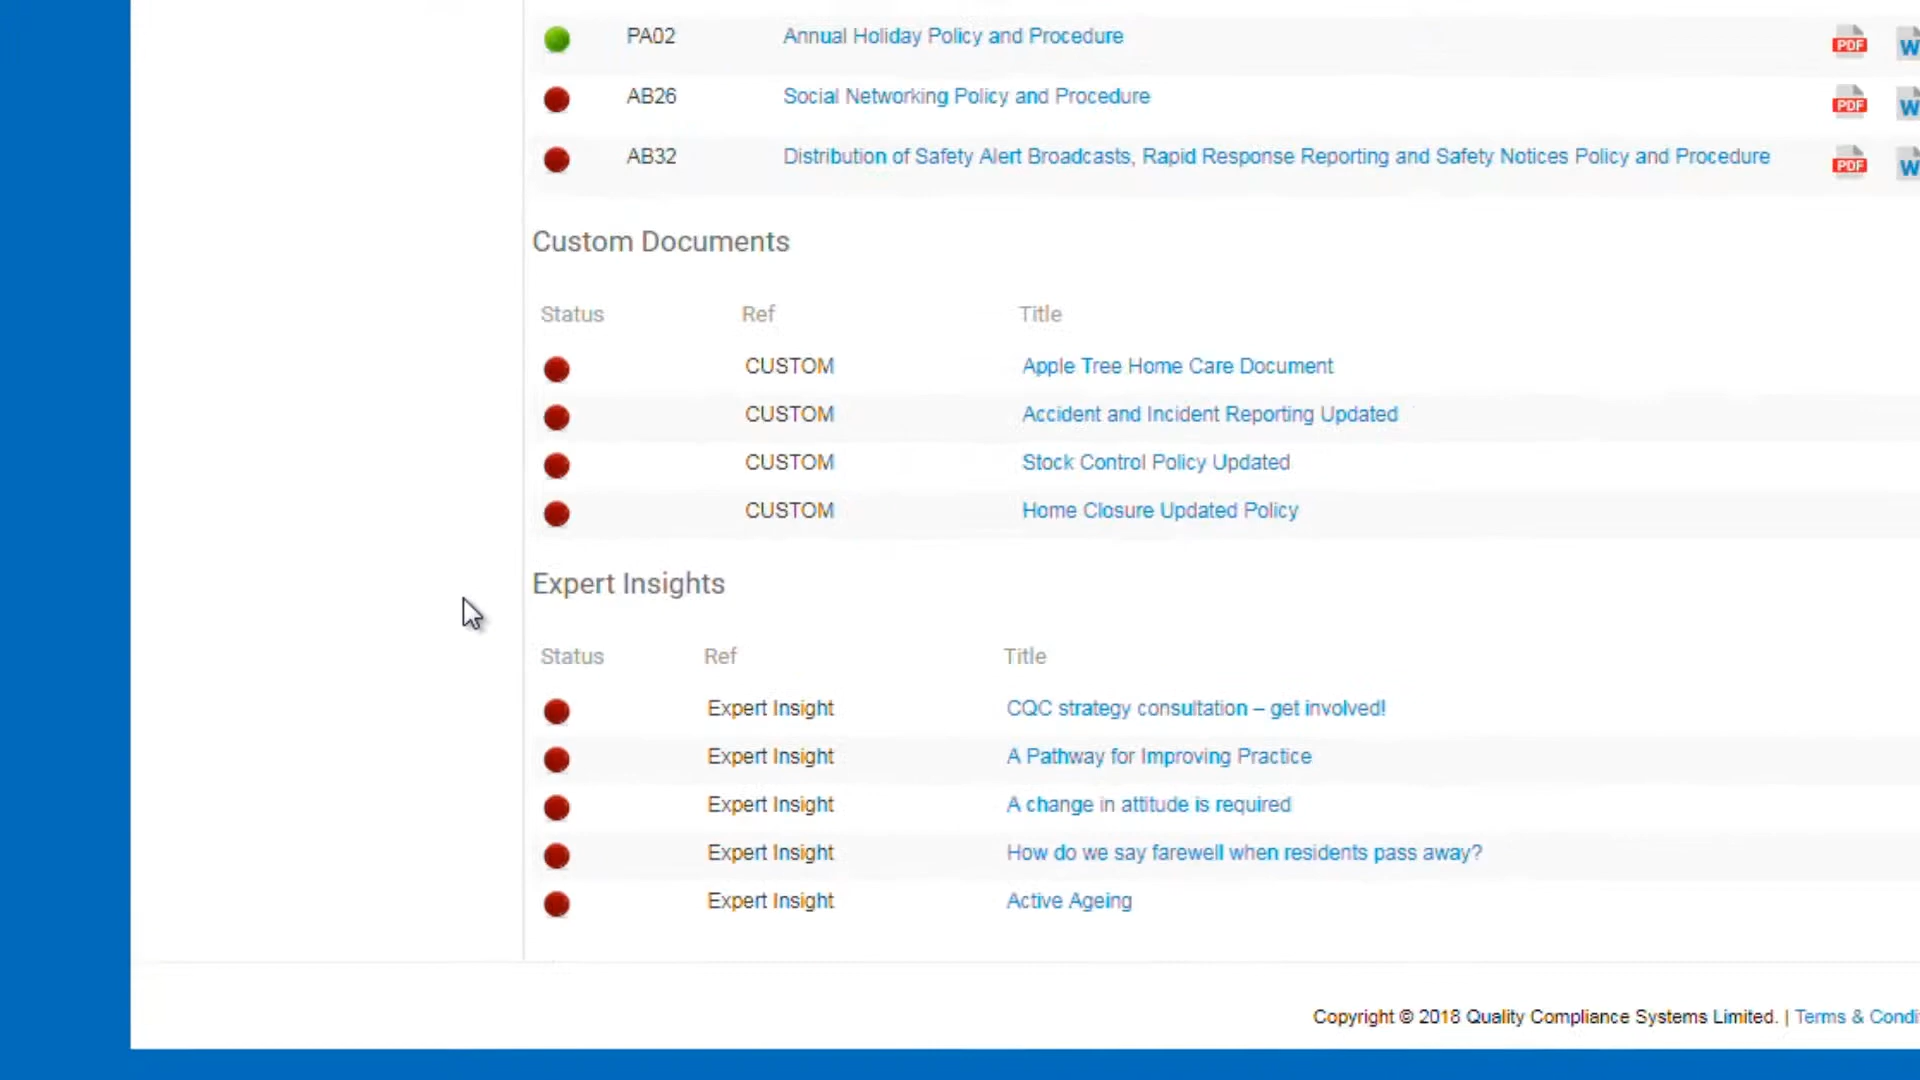 PA02 Annual Holiday Policy and Procedure PDF W
AB26 Social Networking Policy and Procedure PDF W
AB32 Distribution of Safety Alert Broadcasts, Rapid Response Reporting and Safety Notices Policy and Procedure PDF W
Custom Documents
Status Ref Title
CUSTOM Apple Tree Home Care Document
CUSTOM Accident and Incident Reporting Updated
CUSTOM Stock Control Policy Updated
CUSTOM Home Closure Updated Policy
Expert Insights
Status Ref Title
Expert Insight CQC strategy consultation – get involved!
Expert Insight A Pathway for Improving Practice
Expert Insight A change in attitude is required
Expert Insight How do we say farewell when residents pass away?
Expert Insight Active Ageing
Copyright © 2018 Quality Compliance Systems Limited. | Terms &